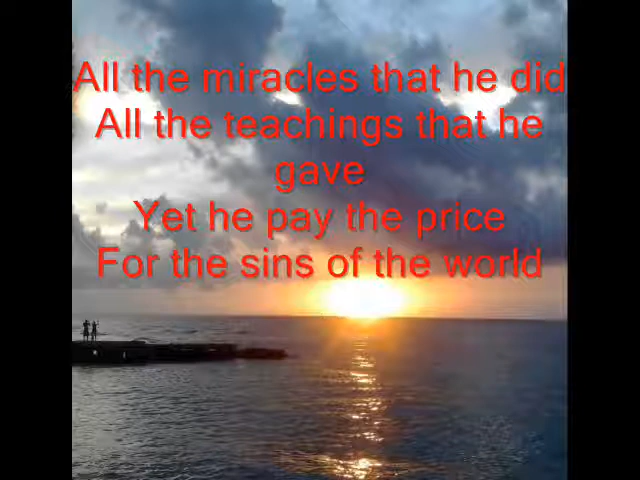 All the miracles that he did
All the teachings that he
gave
Yet he pay the price
For the sins of the world